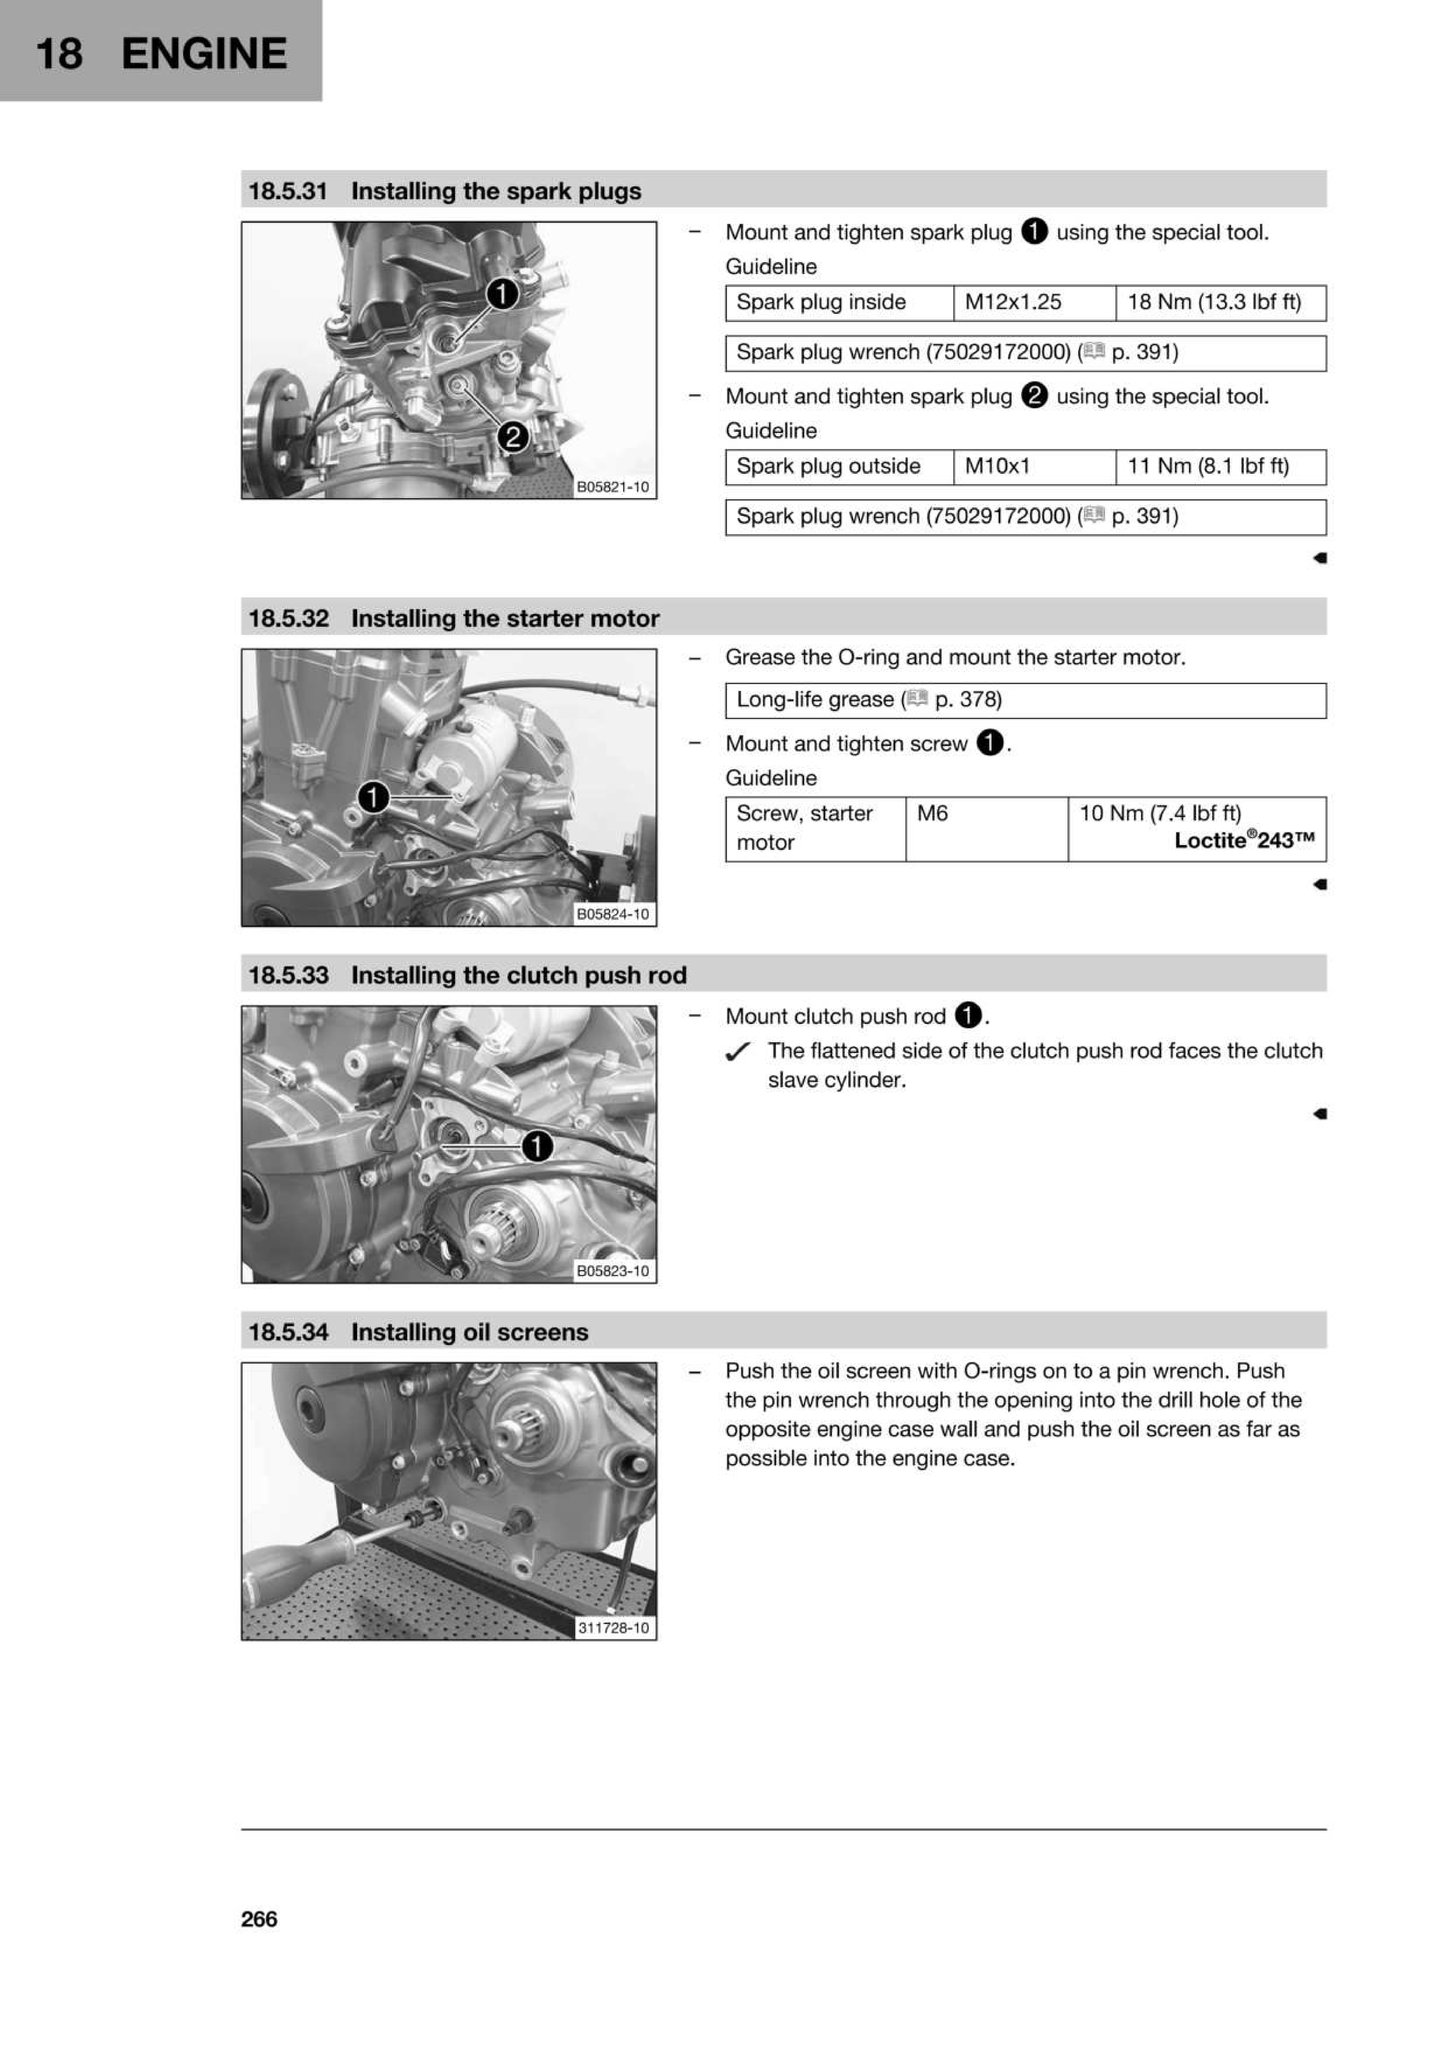 18 ENGINE
18.5.31 Installing the spark plugs
1
2
B05821-10
– Mount and tighten spark plug 1 using the special tool.
Guideline
Spark plug inside M12x1.25 18 Nm (13.3 lbf ft)
Spark plug wrench (75029172000) ( p. 391)
– Mount and tighten spark plug 2 using the special tool.
Guideline
Spark plug outside M10x1 11 Nm (8.1 lbf ft)
Spark plug wrench (75029172000) ( p. 391)
18.5.32 Installing the starter motor
1
B05824-10
– Grease the O-ring and mount the starter motor.
Long-life grease ( p. 378)
– Mount and tighten screw 1.
Guideline
Screw, starter M6 10 Nm (7.4 lbf ft)
motor Loctite®243™
18.5.33 Installing the clutch push rod
1
B05823-10
– Mount clutch push rod 1.
✓ The flattened side of the clutch push rod faces the clutch
slave cylinder.
18.5.34 Installing oil screens
311728-10
– Push the oil screen with O-rings on to a pin wrench. Push
the pin wrench through the opening into the drill hole of the
opposite engine case wall and push the oil screen as far as
possible into the engine case.
266